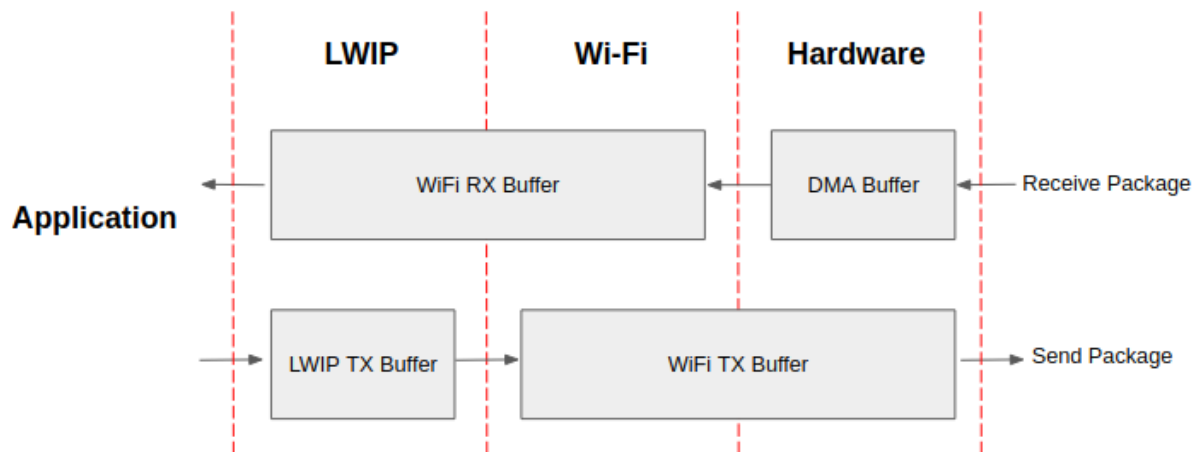 LWIP
Wi-Fi
Hardware
WiFi RX Buffer
DMA Buffer
Receive Package
Application
LWIP TX Buffer
WiFi TX Buffer
Send Package